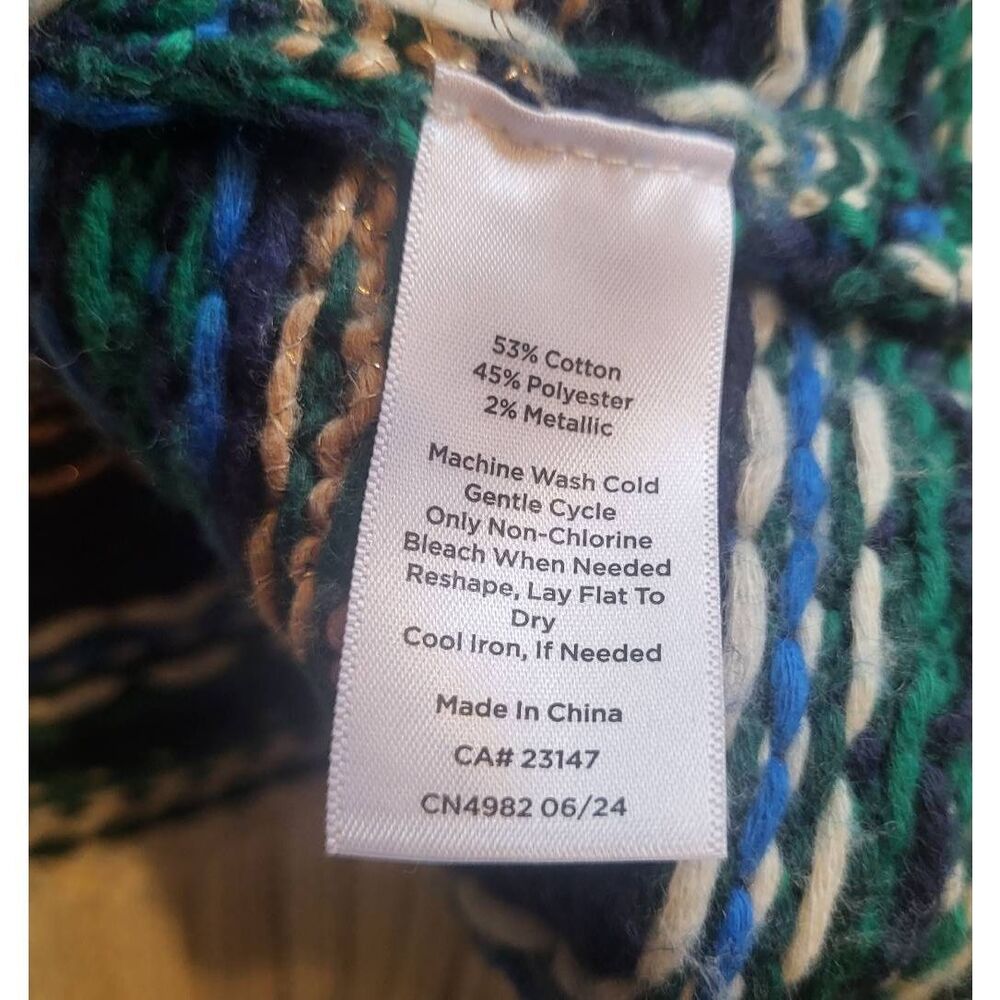 53% Cotton
45% Polyester
2% Metallic
Machine Wash Cold
Gentle Cycle
Only Non-Chlorine
Bleach When Needed
Reshape, Lay Flat To
Dry
Cool Iron, If Needed
Made In China
CA# 23147
CN4982 06/24